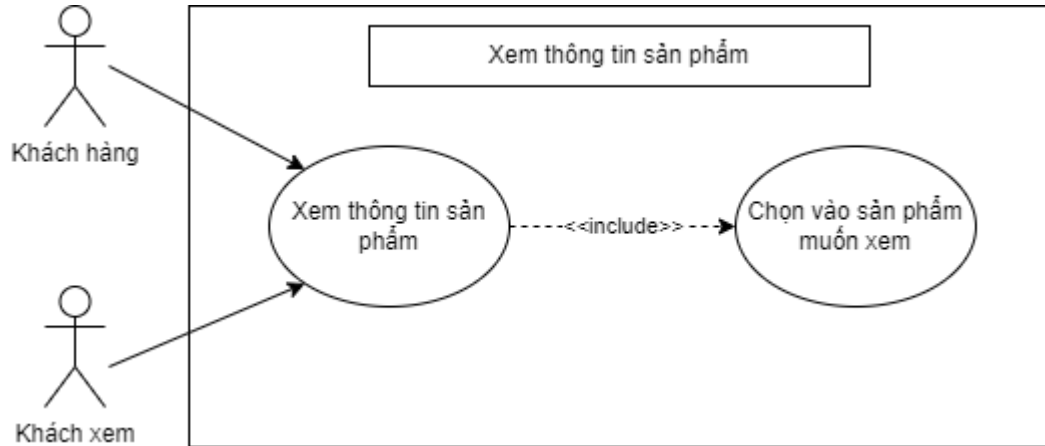 Xem thông tin sản phẩm
Khách hàng
Xem thông tin sản
phẩm
<<include>>
Chọn vào sản phẩm
muốn xem
Khách xem